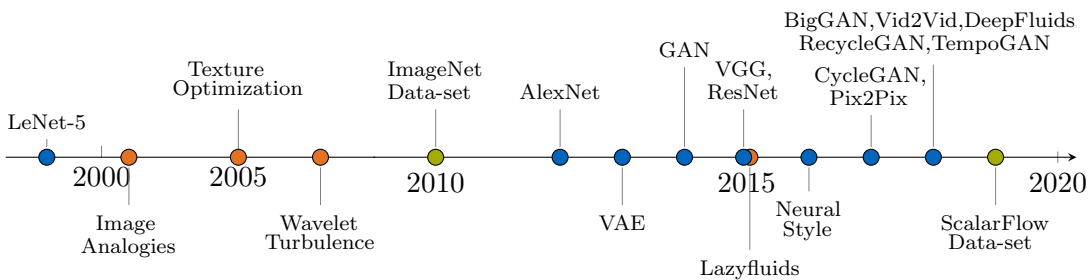 BigGAN,Vid2Vid,DeepFluids
RecycleGAN,TempoGAN
GAN
Texture
Optimization
ImageNet
Data-set
AlexNet
VGG,
ResNet
CycleGAN,
Pix2Pix
LeNet-5
2000
2005
2010
2015
2020
Image
Analogies
Wavelet
Turbulence
VAE
Neural
Style
ScalarFlow
Data-set
Lazyfluids